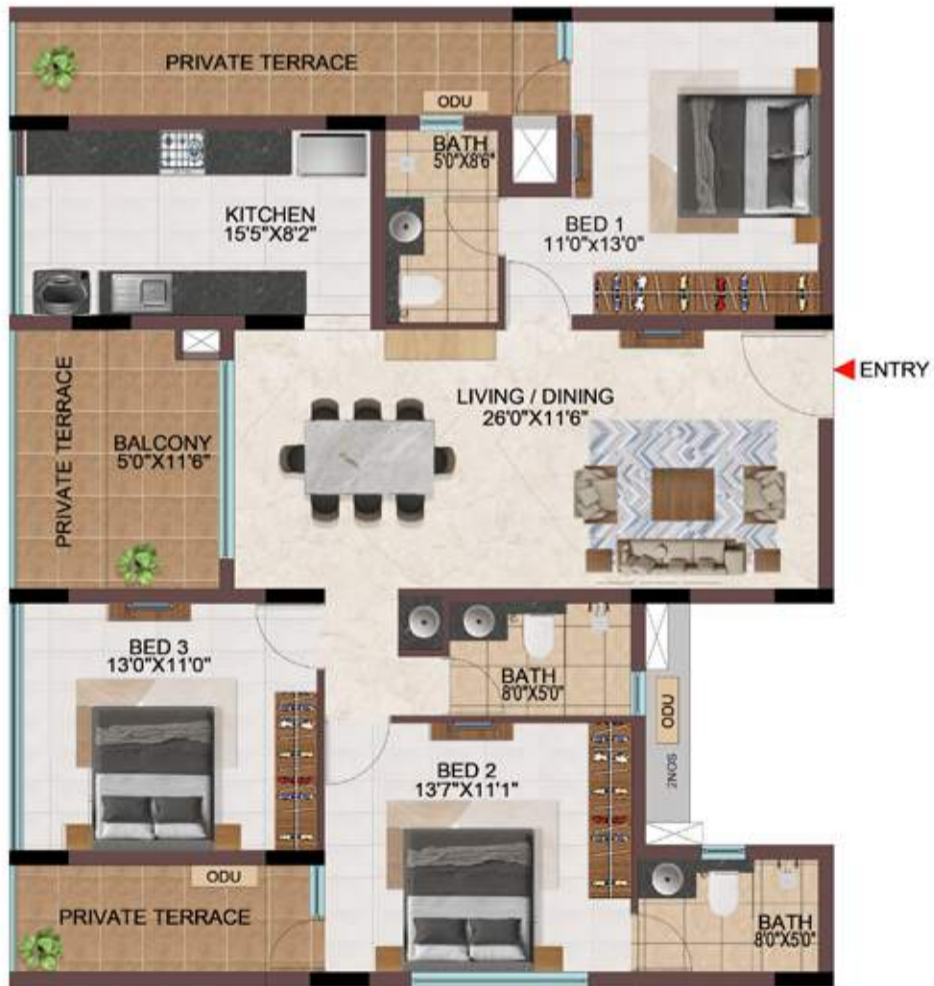 PRIVATE TERRACE
ODU
BATH
5'0"X8'6"
KITCHEN
15'5"X8'2"
BED 1
11'0"x13'0"
ENTRY
LIVING / DINING
26'0"X11'6"
PRIVATE TERRACE
BALCONY
5'0"X11'6"
BED 3
13'0"X11'0"
BATH
8'0"X5'0"
ODU
2NOS
BED 2
13'7"X11'1"
ODU
PRIVATE TERRACE
BATH
8'0"X5'0"